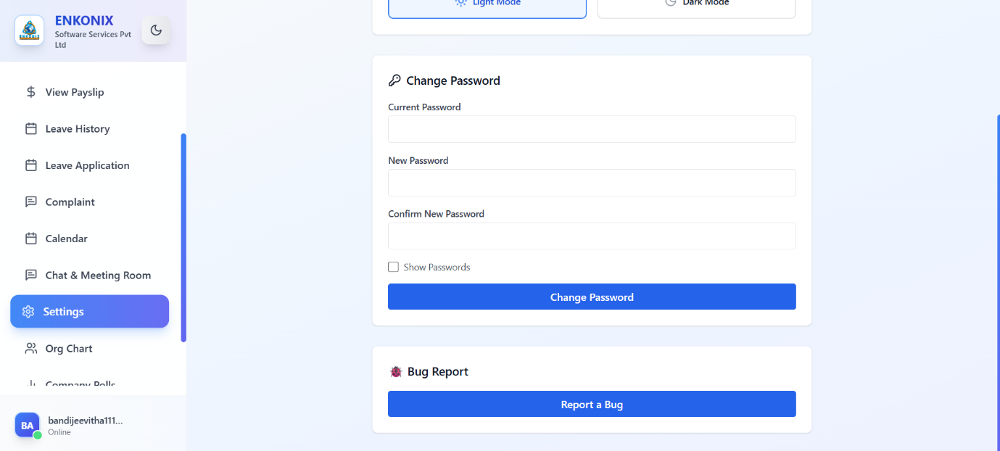 ENKONIX
Software Services Pvt
Ltd
View Payslip
Leave History
Leave Application
Complaint
Calendar
Chat & Meeting Room
Settings
Org Chart
Company Polls
BA
bandijeevitha111...
Online
Light Mode
Dark Mode
Change Password
Current Password
New Password
Confirm New Password
Show Passwords
Change Password
Bug Report
Report a Bug